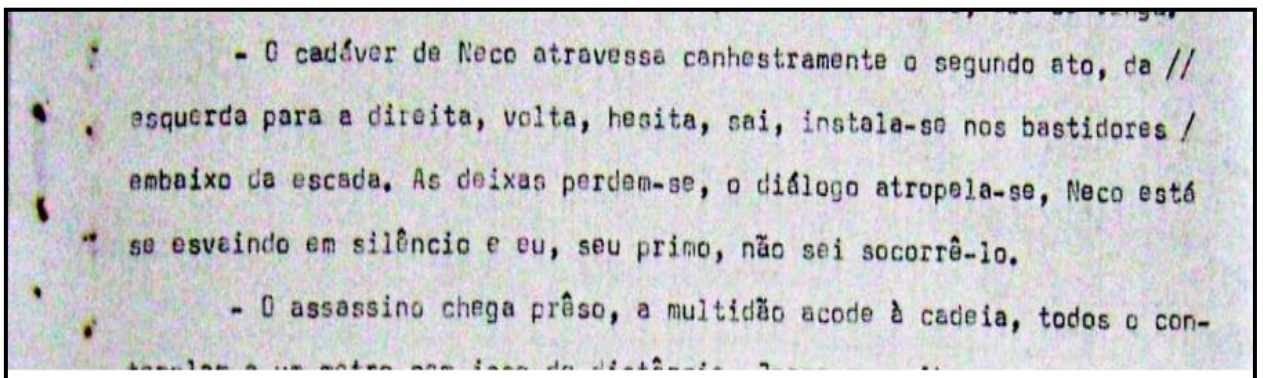 - O cadáver de Neco atravessa canhestramente o segundo ato, da //
esquerda para a direita, volta, hesita, sai, instala-se nos bastidores /
embaixo da escada. As deixas perdem-se, o diálogo atropela-se, Neco está
se esvaindo em silêncio e eu, seu primo, não sei socorrê-lo.
- O assassino chega prêso, a multidão acode à cadeia, todos o con-